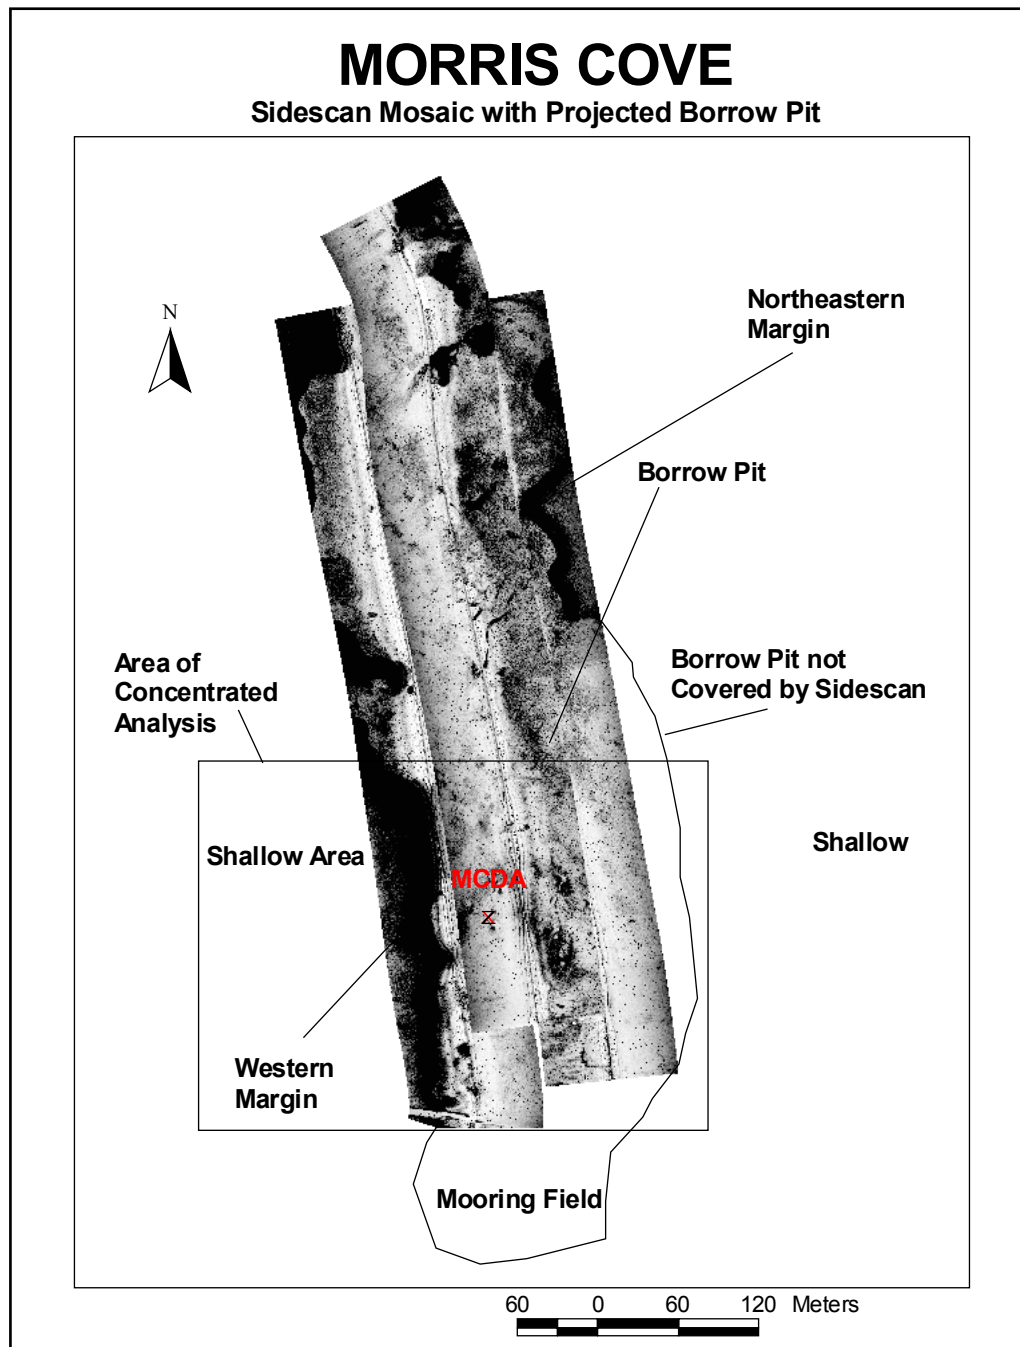 MORRIS COVE
Sidescan Mosaic with Projected Borrow Pit
N
Northeastern
Margin
Borrow Pit
Area of
Concentrated
Analysis
Borrow Pit not
Covered by Sidescan
Shallow Area
Shallow
MCDA
Western
Margin
Mooring Field
60 0 60 120 Meters